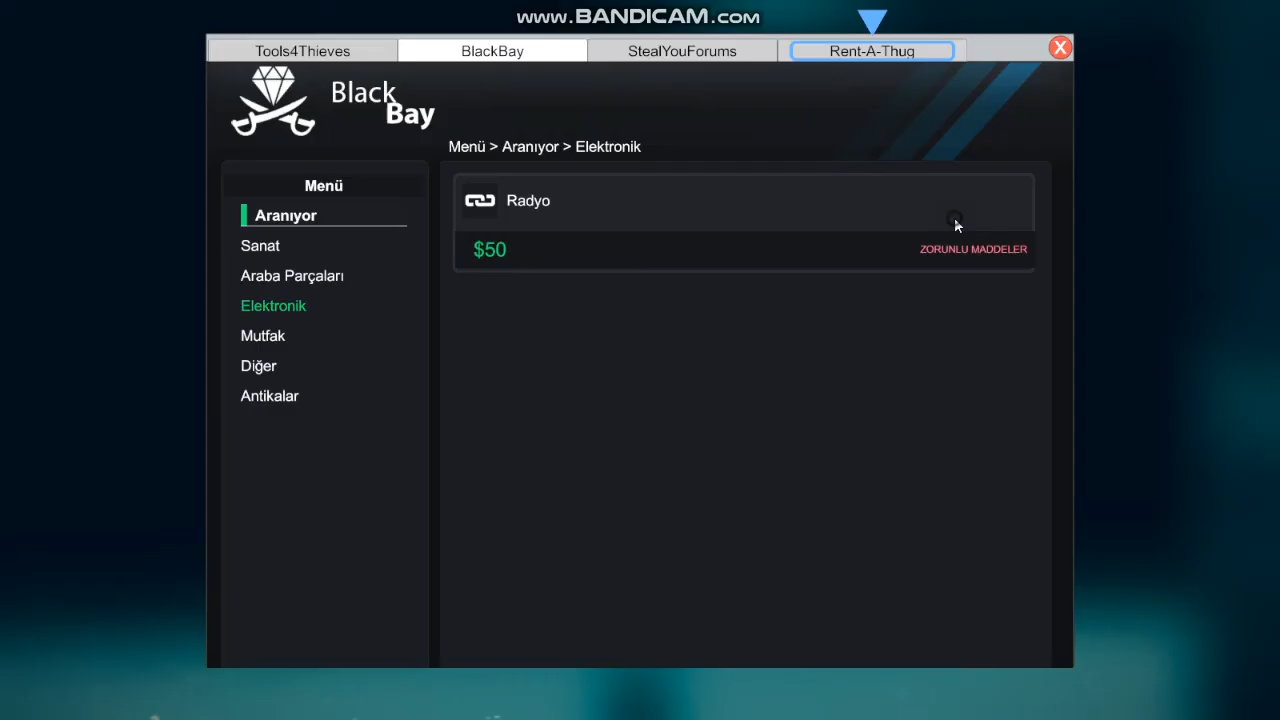 www.BANDICAM.com
Tools4Thieves
BlackBay
StealYouForums
Rent-A-Thug
X
Black
Bay
Menü > Aranıyor > Elektronik
Menü
Aranıyor
Sanat
Araba Parçaları
Elektronik
Mutfak
Diğer
Antikalar
Radyo
$50
ZORUNLU MADDELER